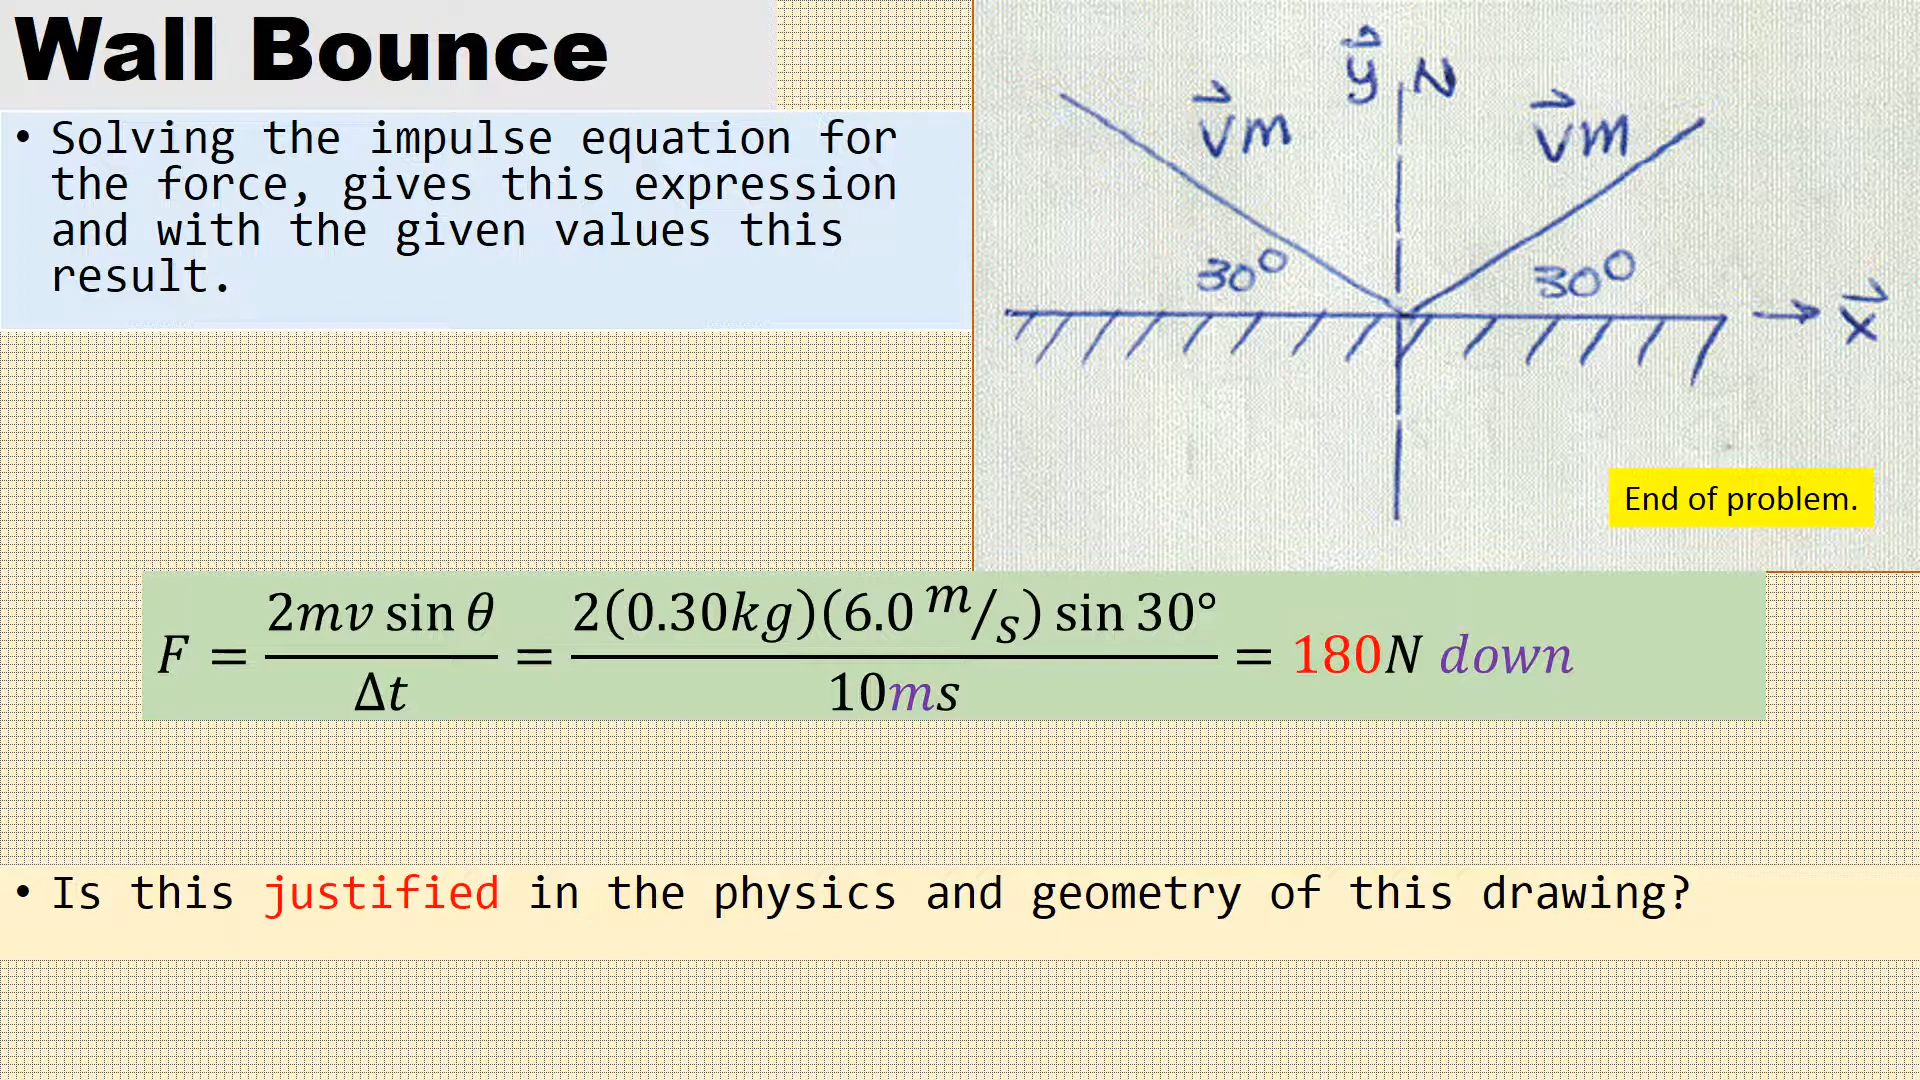 Wall Bounce
• Solving the impulse equation for
the force, gives this expression
and with the given values this
result.
y⃗ N
v⃗m v⃗m
30° 30°
x⃗
End of problem.
F = 2mv sin θ / Δt = 2(0.30kg)(6.0 m/s) sin 30° / 10ms = 180N down
• Is this justified in the physics and geometry of this drawing?